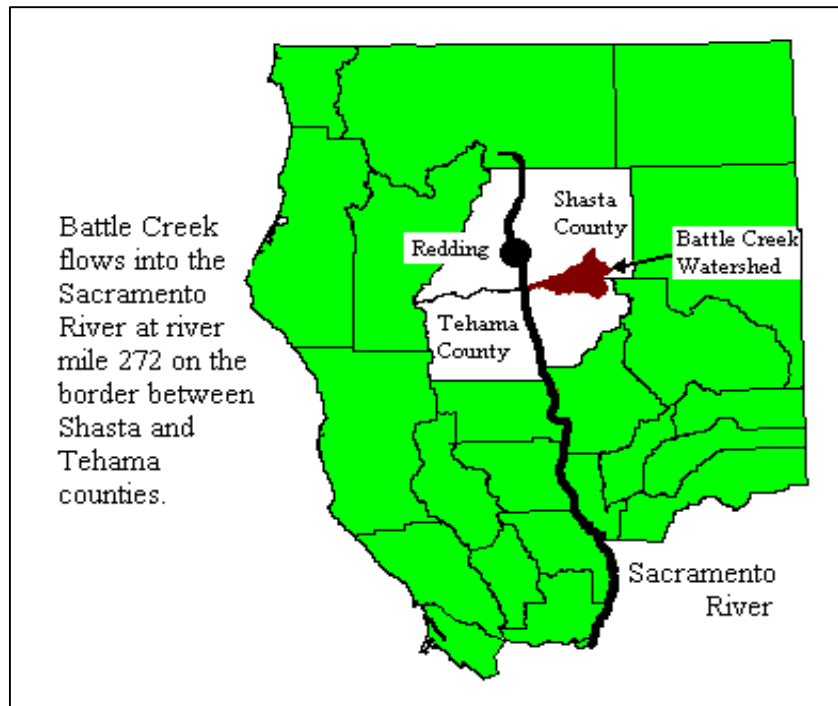 Battle Creek
flows into the
Sacramento
River at river
mile 272 on the
border between
Shasta and
Tehama
counties.
Shasta
County
Redding
Battle Creek
Watershed
Tehama
County
Sacramento
River